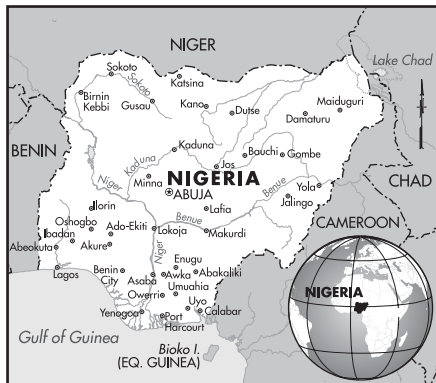 NIGER
Lake Chad
Sokoto
Sokoto
Katsina
Birnin
Kebbi
Gusau
Kano
Dutse
Maiduguri
Damaturu
BENIN
Kaduna
Kaduna
Jos
Bauchi
Gombe
Niger
Minna
NIGERIA
ABUJA
CHAD
Yola
Jalingo
Benue
Ilorin
Lafia
Oshogbo
Ado-Ekiti
Lokoja
Benue
Makurdi
CAMEROON
Ibadan
Abeokuta
Akure
Niger
Lagos
Benin
City
Enugu
Asaba
Awka
Abakaliki
Umuahia
Owerri
Uyo
Yenogoa
Port
Harcourt
Calabar
NIGERIA
Gulf of Guinea
Bioko I.
(EQ. GUINEA)